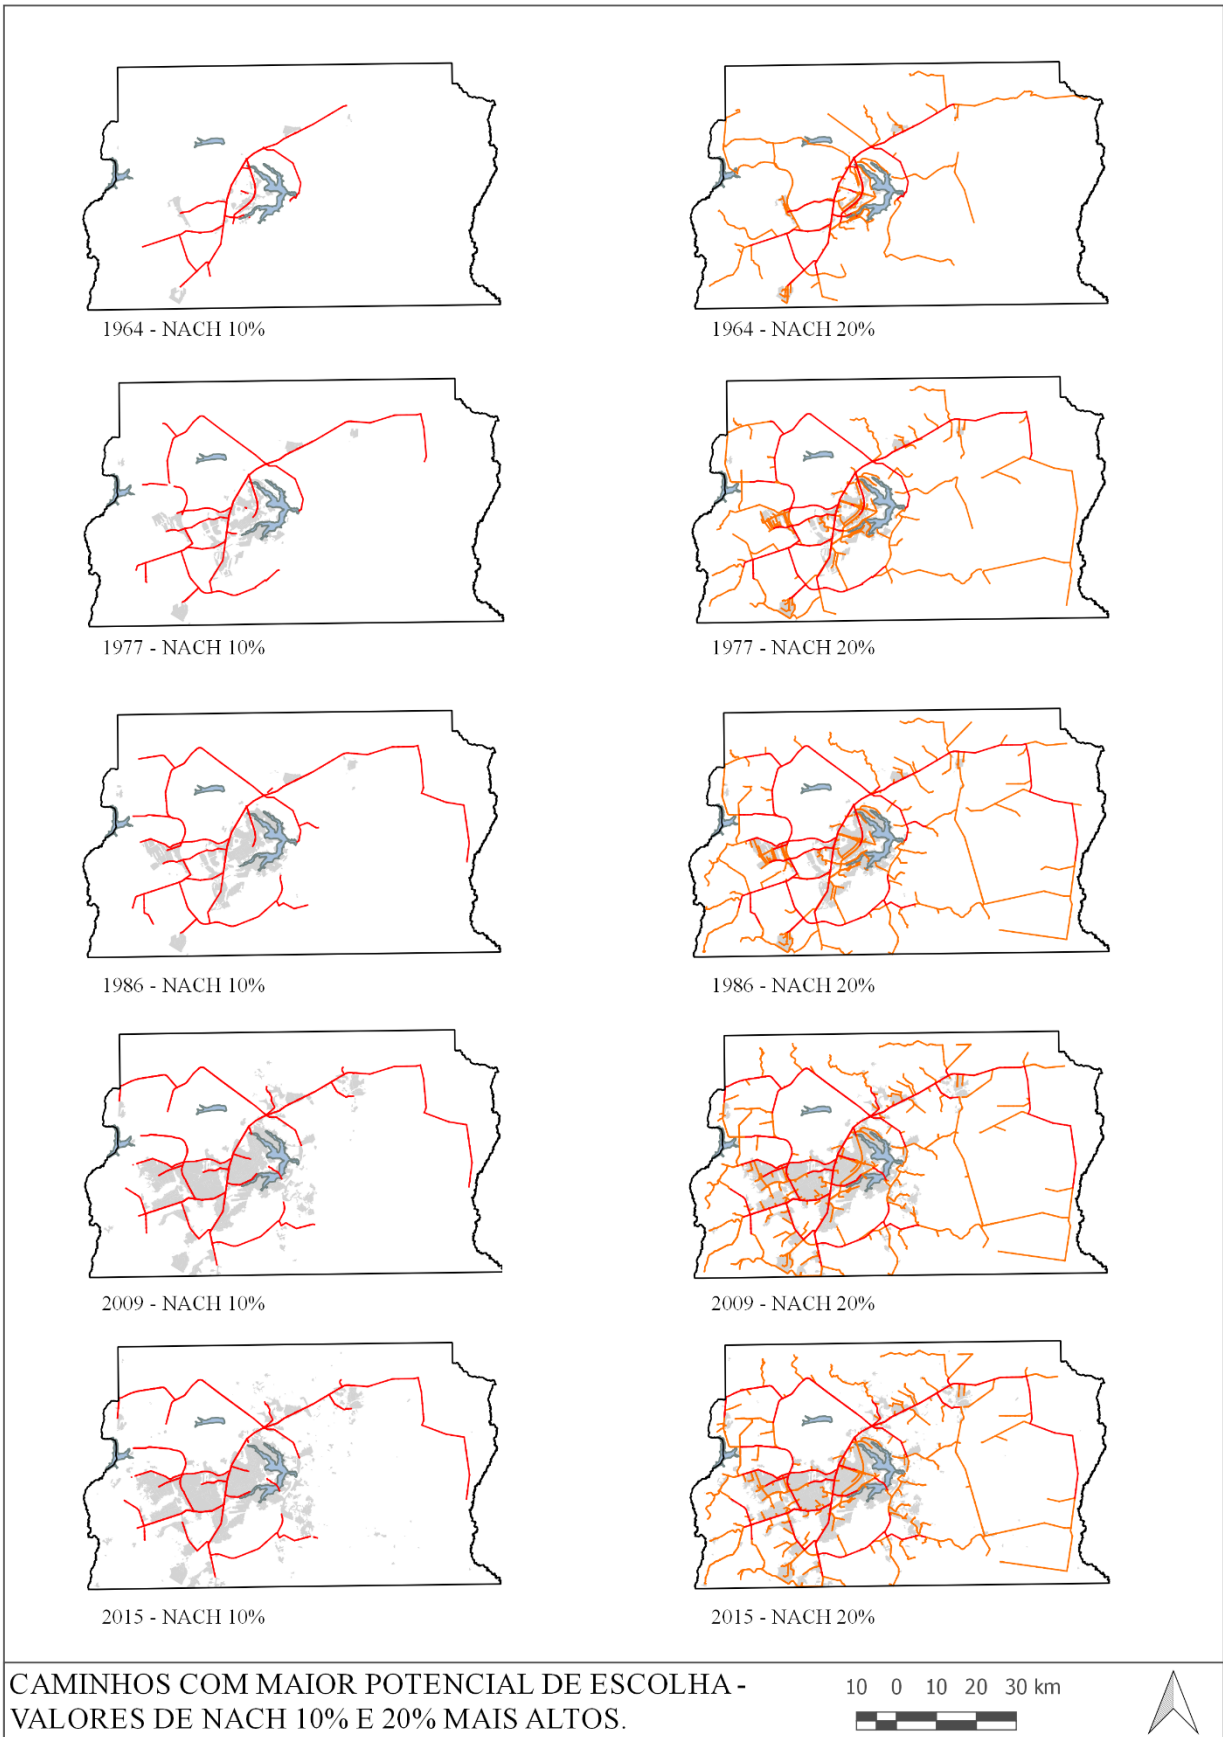 1964 - NACH 10%
1964 - NACH 20%
1977 - NACH 10%
1977 - NACH 20%
1986 - NACH 10%
1986 - NACH 20%
2009 - NACH 10%
2009 - NACH 20%
2015 - NACH 10%
2015 - NACH 20%
CAMINHOS COM MAIOR POTENCIAL DE ESCOLHA -
VALORES DE NACH 10% E 20% MAIS ALTOS.
10 0 10 20 30 km